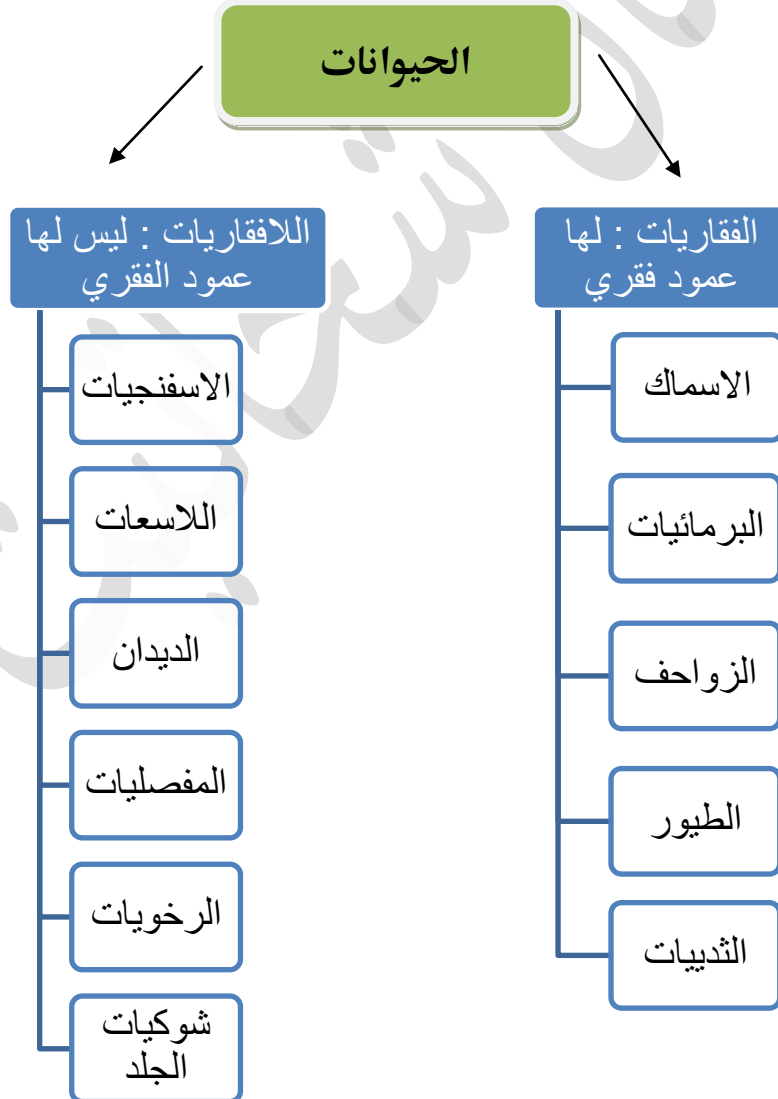 الحيوانات
الفقاريات : لها
عمود فقري
الاسماك
البرمائيات
الزواحف
الطيور
الثدييات
اللافقاريات : ليس لها
عمود الفقري
الاسفنجيات
اللاسعات
الديدان
المفصليات
الرخويات
شوكيات
الجلد